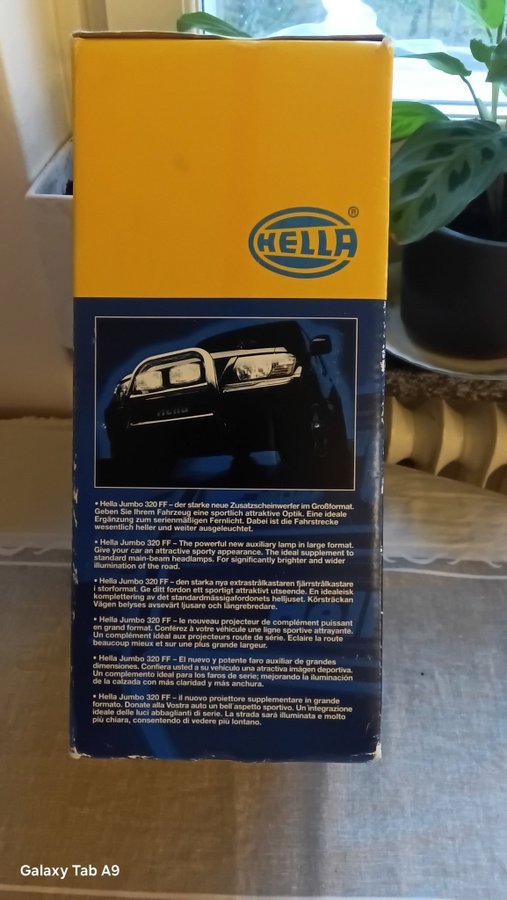 HELLA®
Hella
• Hella Jumbo 320 FF – der starke neue Zusatzscheinwerfer im Großformat.
Geben Sie Ihrem Fahrzeug eine sportlich attraktive Optik. Eine ideale
Ergänzung zum serienmäßigen Fernlicht. Dabei ist die Fahrstrecke
wesentlich heller und weiter ausgeleuchtet.
• Hella Jumbo 320 FF – The powerful new auxiliary lamp in large format.
Give your car an attractive sporty appearance. The ideal supplement to
standard main-beam headlamps. For significantly brighter and wider
illumination of the road.
• Hella Jumbo 320 FF – den starka nya extrastrålkastaren fjärrstrålkastare
i storformat. Ge ditt fordon ett sportigt attraktivt utseende. En idealeisk
komplettering av det standardmässigafordonets helljuset. Körsträckan
Vägen belyses avsevärt ljusare och längrebredare.
• Hella Jumbo 320 FF – le nouveau projecteur de complément puissant
en grand format. Conférez à votre véhicule une ligne sportive attrayante.
Un complément idéal aux projecteurs route de série. Eclaire la route
beaucoup mieux et sur une plus grande largeur.
• Hella Jumbo 320 FF – El nuevo y potente faro auxiliar de grandes
dimensiones. Confiera usted a su vehículo una atractiva imágen deportiva.
Un complemento ideal para los faros de serie; mejorando la iluminación
de la calzada con más claridad y más anchura.
• Hella Jumbo 320 FF – il nuovo proiettore supplementare in grande
formato. Donate alla Vostra auto un bell'aspetto sportivo. Un'integrazione
ideale delle luci abbaglianti di serie. La strada sarà illuminata e molto
più chiara, consentendo di vedere più lontano.
Galaxy Tab A9